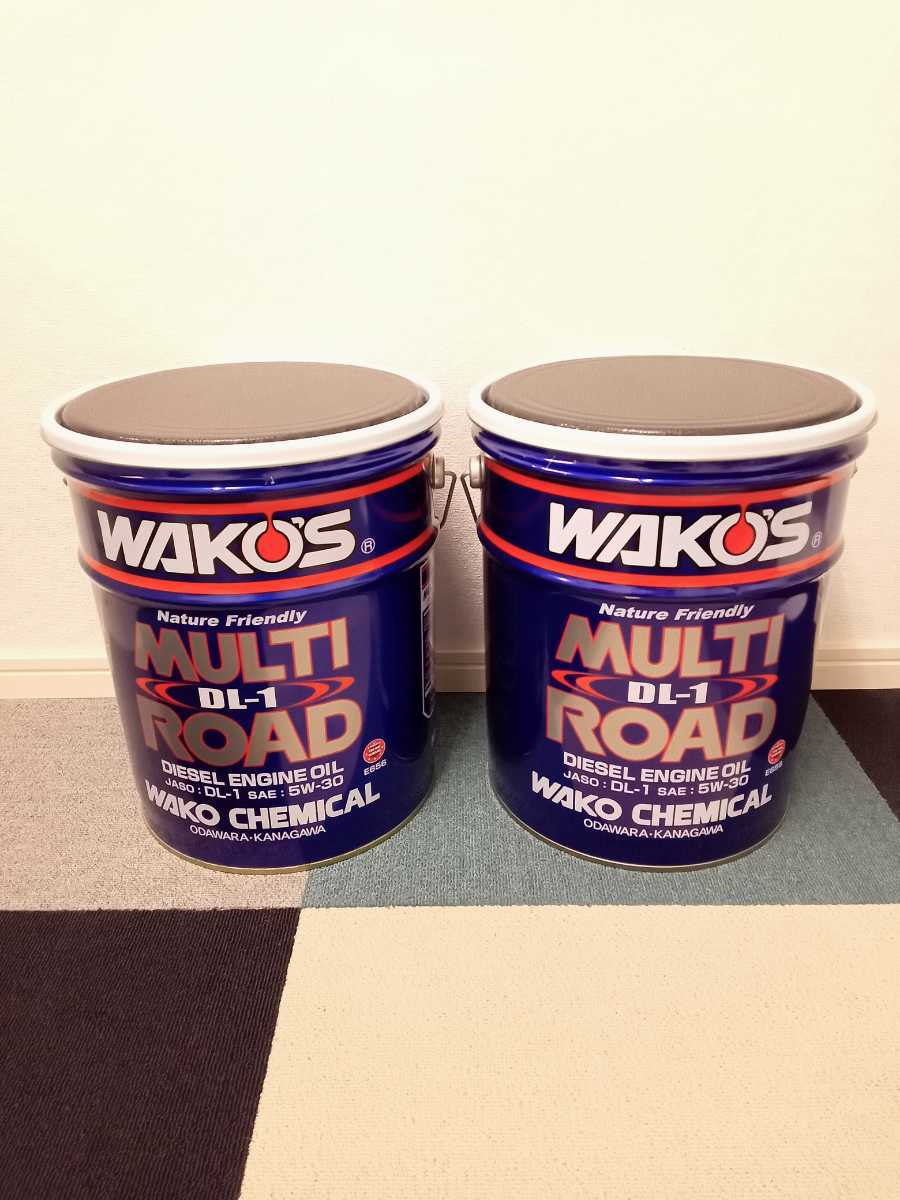 WAKO'S®
Nature Friendly
MULTI
DL-1
ROAD
DIESEL ENGINE OIL
E656
JASO : DL-1 SAE : 5W-30
WAKO CHEMICAL
ODAWARA・KANAGAWA
WAKO'S®
Nature Friendly
MULTI
DL-1
ROAD
DIESEL ENGINE OIL
E656
JASO : DL-1 SAE : 5W-30
WAKO CHEMICAL
ODAWARA・KANAGAWA